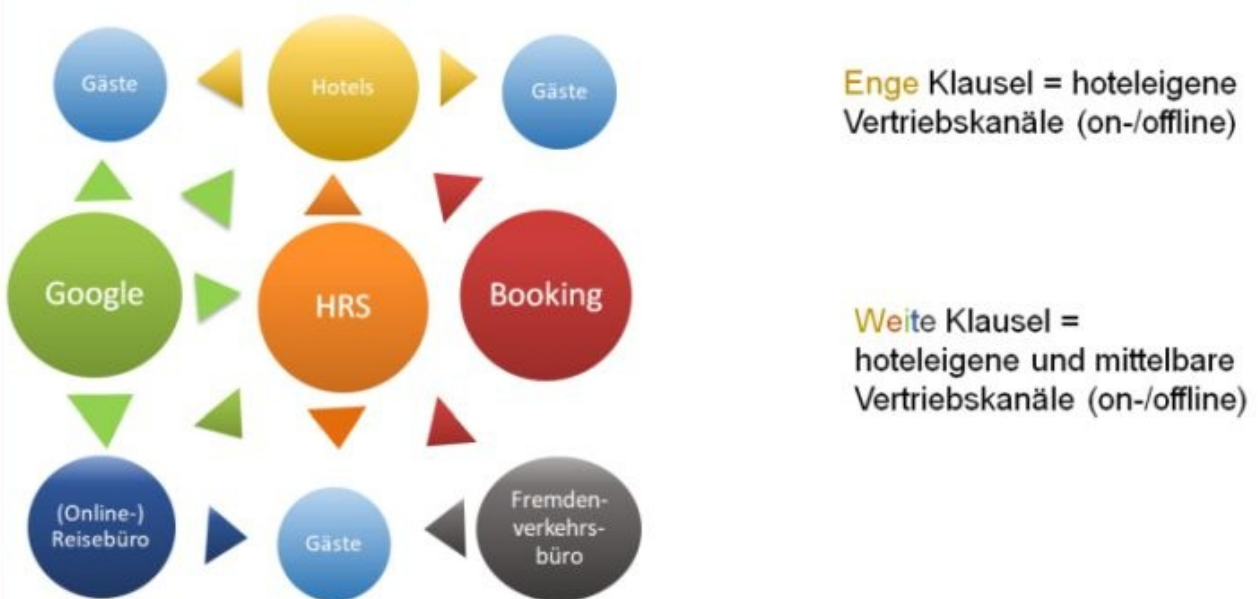 Gäste
Hotels
Gäste
Enge Klausel = hoteleigene
Vertriebskanäle (on-/offline)
Google
HRS
Booking
Weite Klausel =
hoteleigene und mittelbare
Vertriebskanäle (on-/offline)
(Online-)
Reisebüro
Gäste
Fremden-
verkehrs-
büro